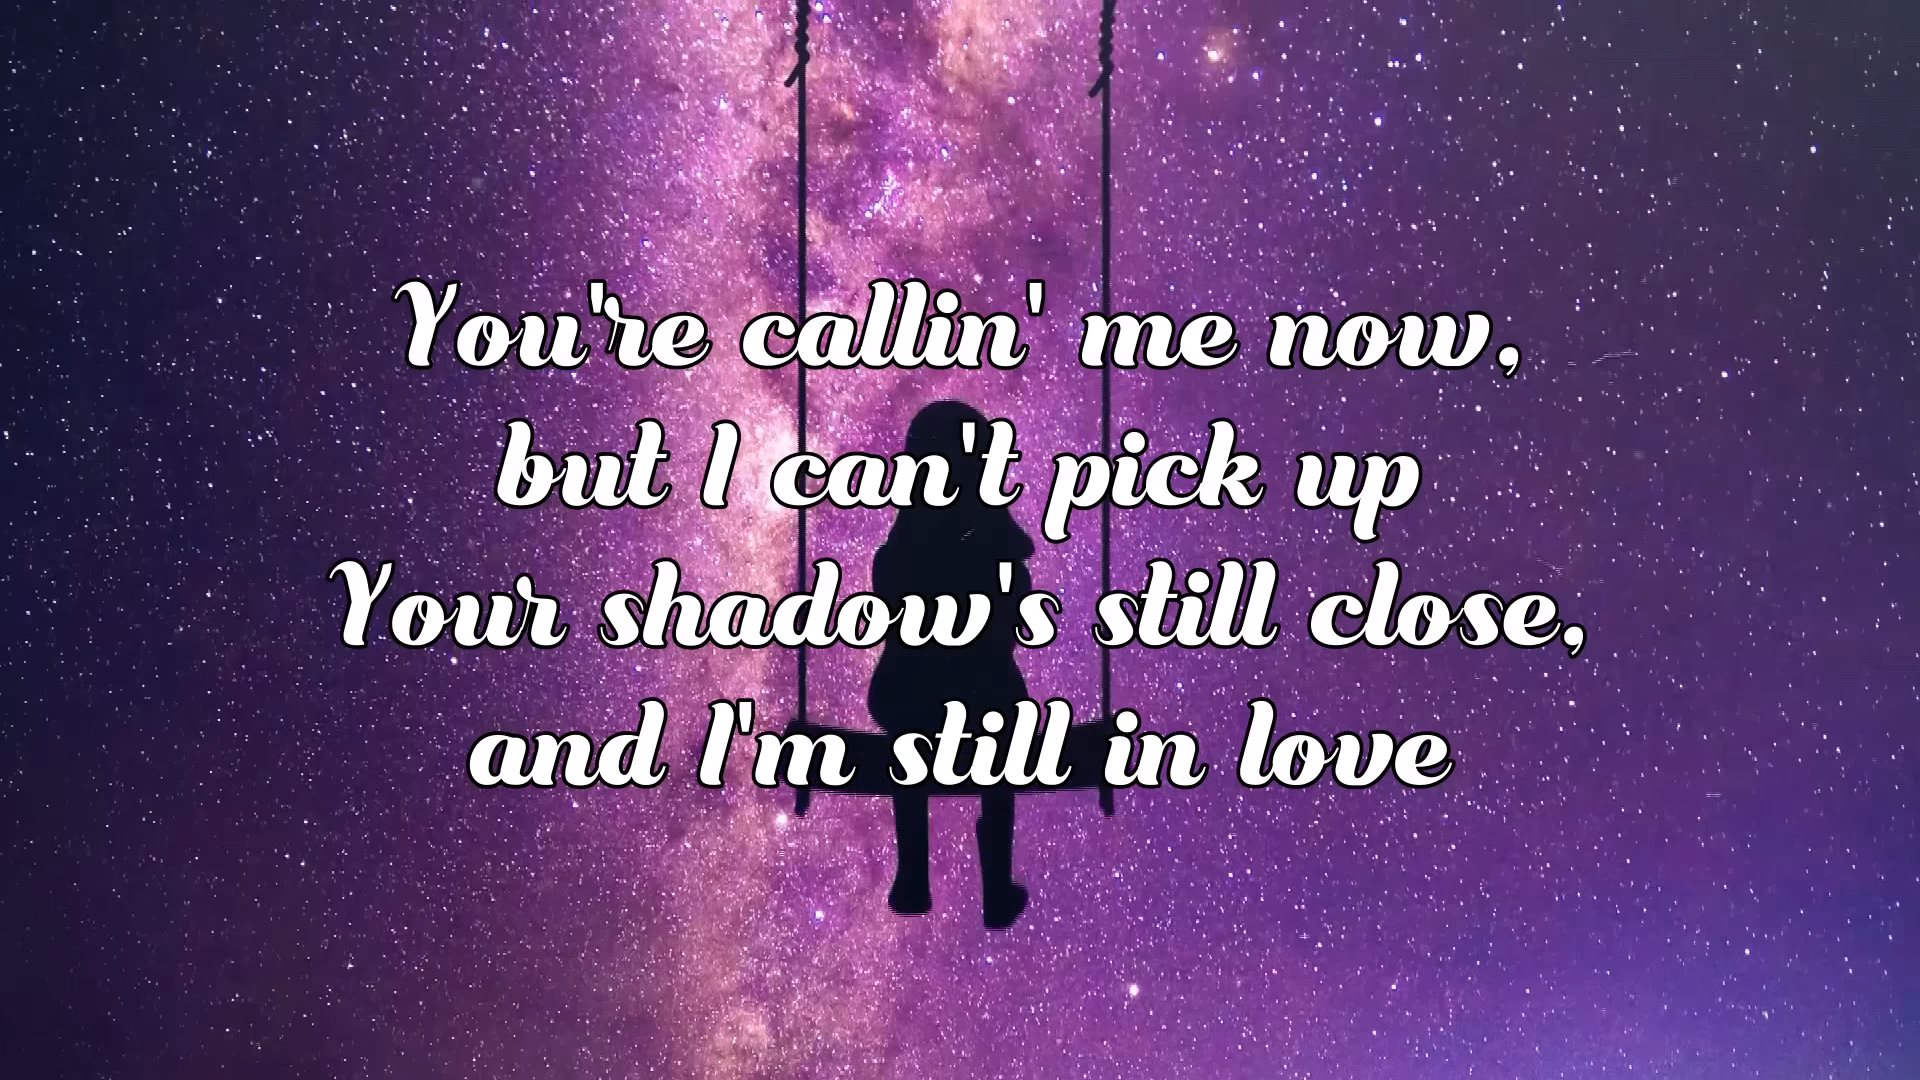 You're callin' me now,
but I can't pick up
Your shadow's still close,
and I'm still in love